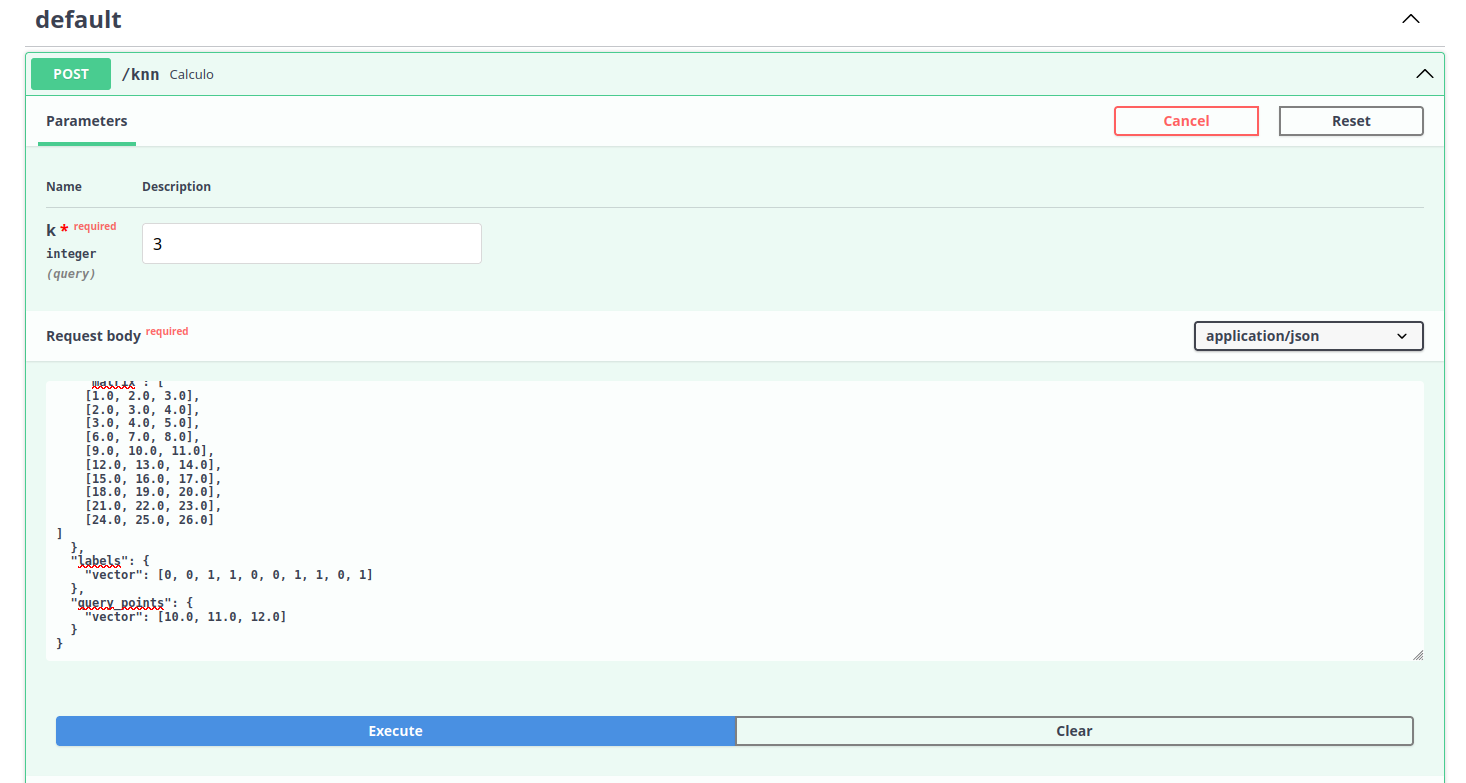 default
POST /knn Calculo
Parameters
Cancel
Reset
Name Description
k * required
integer
(query)
3
Request body required
application/json
"matrix": [
[1.0, 2.0, 3.0],
[2.0, 3.0, 4.0],
[3.0, 4.0, 5.0],
[6.0, 7.0, 8.0],
[9.0, 10.0, 11.0],
[12.0, 13.0, 14.0],
[15.0, 16.0, 17.0],
[18.0, 19.0, 20.0],
[21.0, 22.0, 23.0],
[24.0, 25.0, 26.0]
]
},
"labels": {
"vector": [0, 0, 1, 1, 0, 0, 1, 1, 0, 1]
},
"query_points": {
"vector": [10.0, 11.0, 12.0]
}
}
Execute
Clear